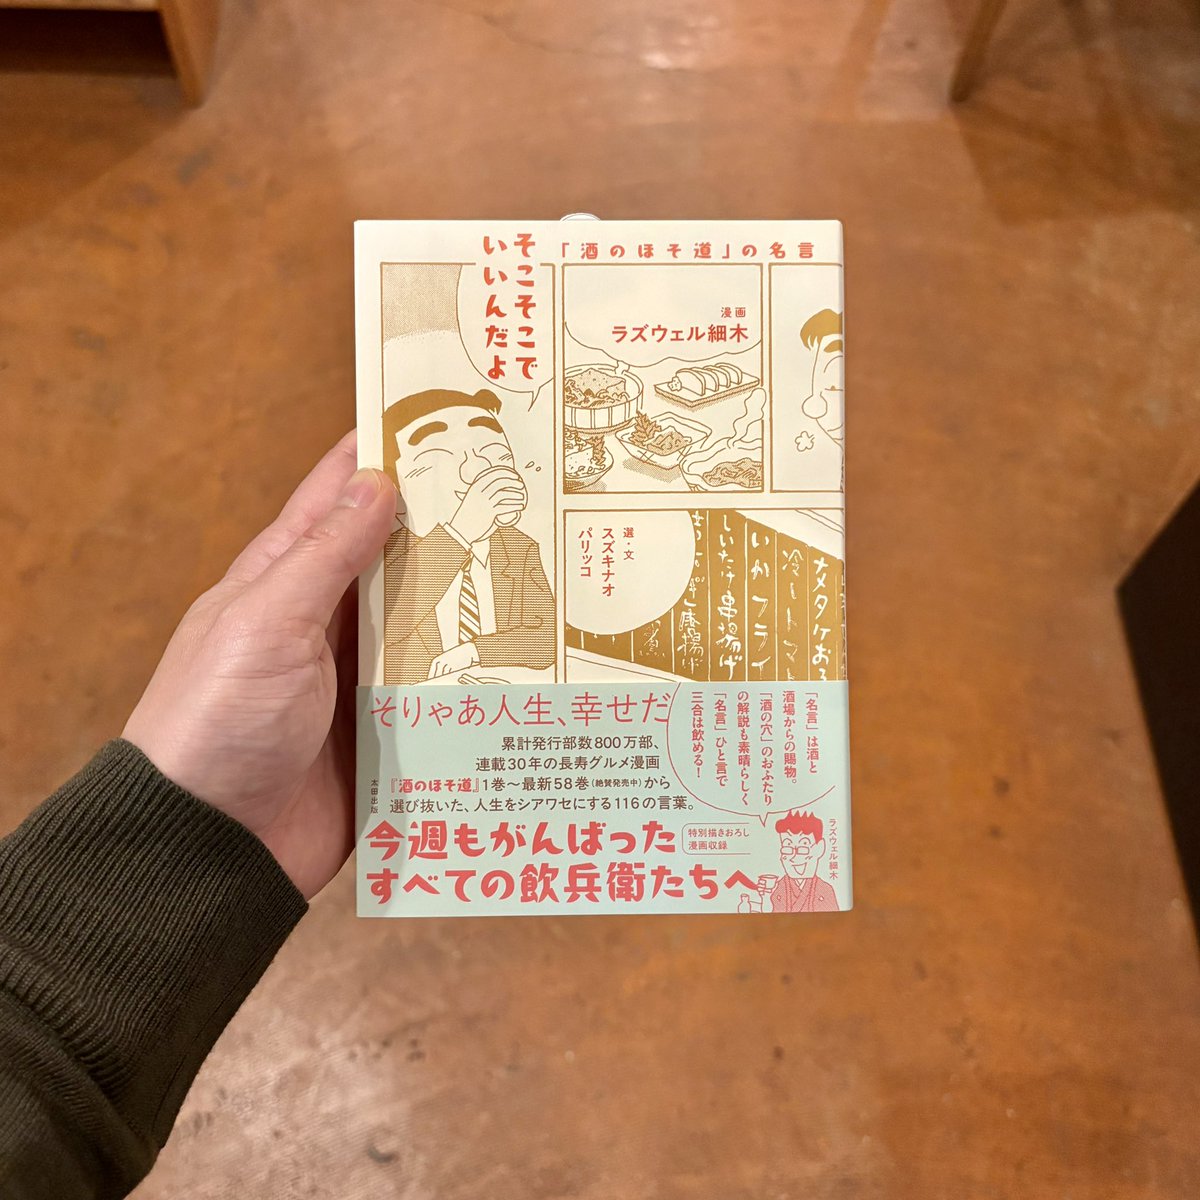 「酒のほそ道」の名言
そこそこで
いいんだよ
漫画
ラズウェル細木
選・文
スズキナオ
パリッコ
ナメタケおろ
冷しトマト
いかフライ
しいたけ串揚げ
そりゃあ人生、幸せだ
累計発行部数800万部、
連載30年の長寿グルメ漫画
『酒のほそ道』1巻〜最新58巻(絶賛発売中)から
選び抜いた、人生をシアワセにする116の言葉。
太田出版
「名言」は酒と
酒場からの賜物。
「酒の穴」のおふたり
の解説も素晴らしく
「名言」ひと言で
三合は飲める!
ラズウェル細木
特別描きおろし
漫画収録
今週もがんばった
すべての飲兵衛たちへ